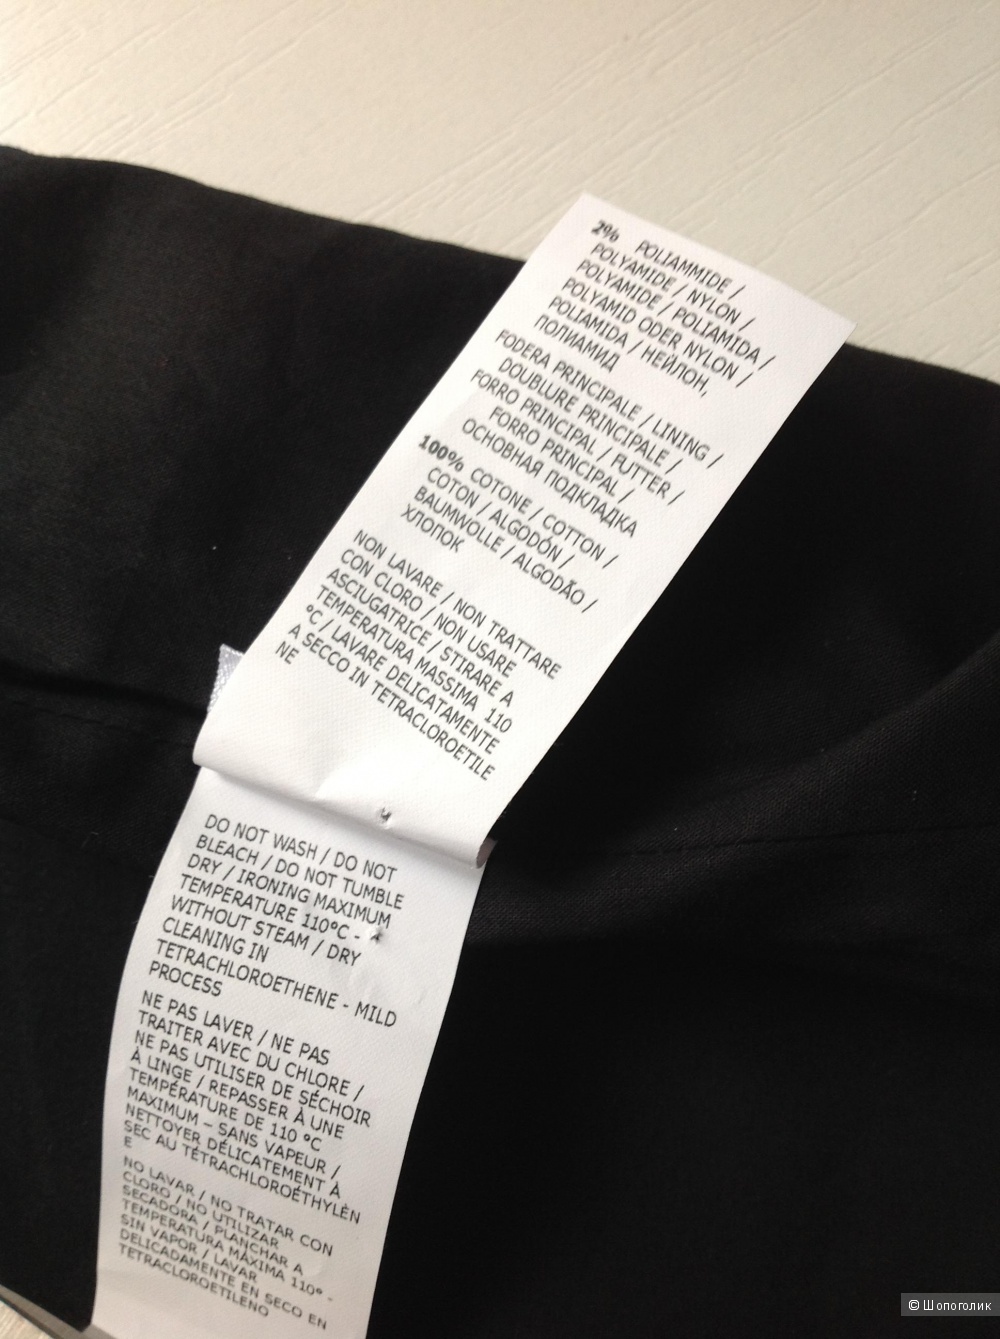 2% POLIAMMIDE /
POLYAMIDE / NYLON /
POLYAMIDE / POLIAMIDA /
POLYAMID ODER NYLON /
POLIAMIDA / НЕЙЛОН,
ПОЛИАМИД
FODERA PRINCIPALE / LINING /
DOUBLURE PRINCIPALE /
FORRO PRINCIPAL / FUTTER /
FORRO PRINCIPAL /
ОСНОВНАЯ ПОДКЛАДКА
100% COTONE / COTTON /
COTON / ALGODÓN /
BAUMWOLLE / ALGODÃO /
ХЛОПОК
NON LAVARE / NON TRATTARE
CON CLORO / NON USARE
ASCIUGATRICE / STIRARE A
TEMPERATURA MASSIMA 110
°C / LAVARE DELICATAMENTE
A SECCO IN TETRACLOROETILE
NE
DO NOT WASH / DO NOT
BLEACH / DO NOT TUMBLE
DRY / IRONING MAXIMUM
TEMPERATURE 110°C -
WITHOUT STEAM / DRY
CLEANING IN
TETRACHLOROETHENE - MILD
PROCESS
NE PAS LAVER / NE PAS
TRAITER AVEC DU CHLORE /
NE PAS UTILISER DE SÉCHOIR
À LINGE / REPASSER À UNE
TEMPÉRATURE DE 110 °C
MAXIMUM – SANS VAPEUR /
NETTOYER DÉLICATEMENT À
SEC AU TÉTRACHLOROÉTHYLÈN
E
NO LAVAR / NO TRATAR CON
CLORO / NO UTILIZAR
SECADORA / PLANCHAR A
TEMPERATURA MÁXIMA 110° -
SIN VAPOR / LAVAR
DELICADAMENTE EN SECO EN
TETRACLOROETILENO
© Шопоголик